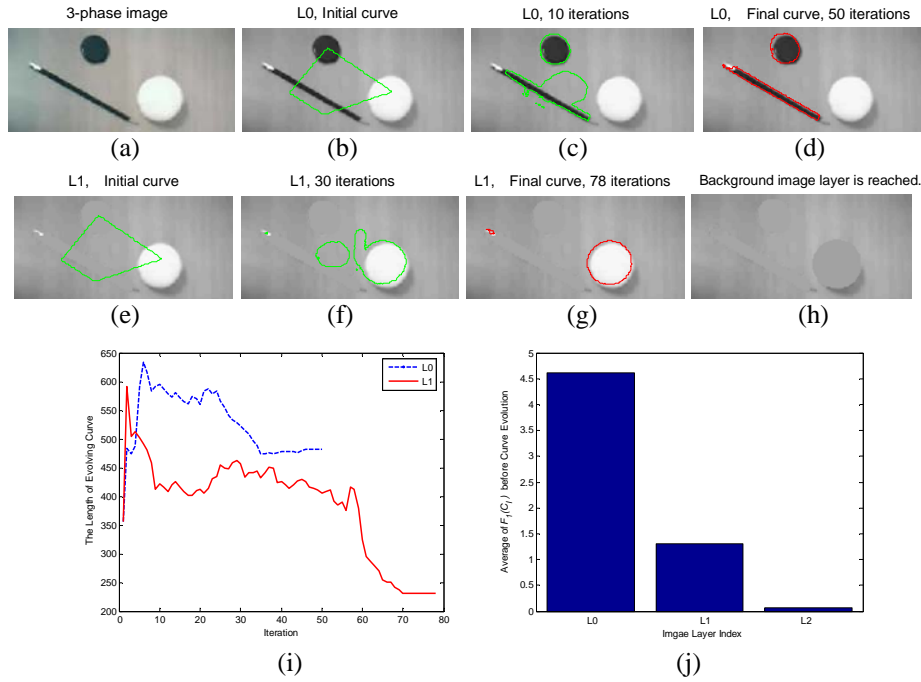 3-phase image
L0, Initial curve
L0, 10 iterations
L0, Final curve, 50 iterations
(a)
(b)
(c)
(d)
L1, Initial curve
L1, 30 iterations
L1, Final curve, 78 iterations
Background image layer is reached.
(e)
(f)
(g)
(h)
650
600
550
500
450
400
350
300
250
200
0
10
20
30
40
50
60
70
80
The Length of Evolving Curve
Iteration
L0
L1
(i)
5
4.5
4
3.5
3
2.5
2
1.5
1
0.5
0
L0
L1
L2
Average of F₁(Cᵢ) before Curve Evolution
Imgae Layer Index
(j)